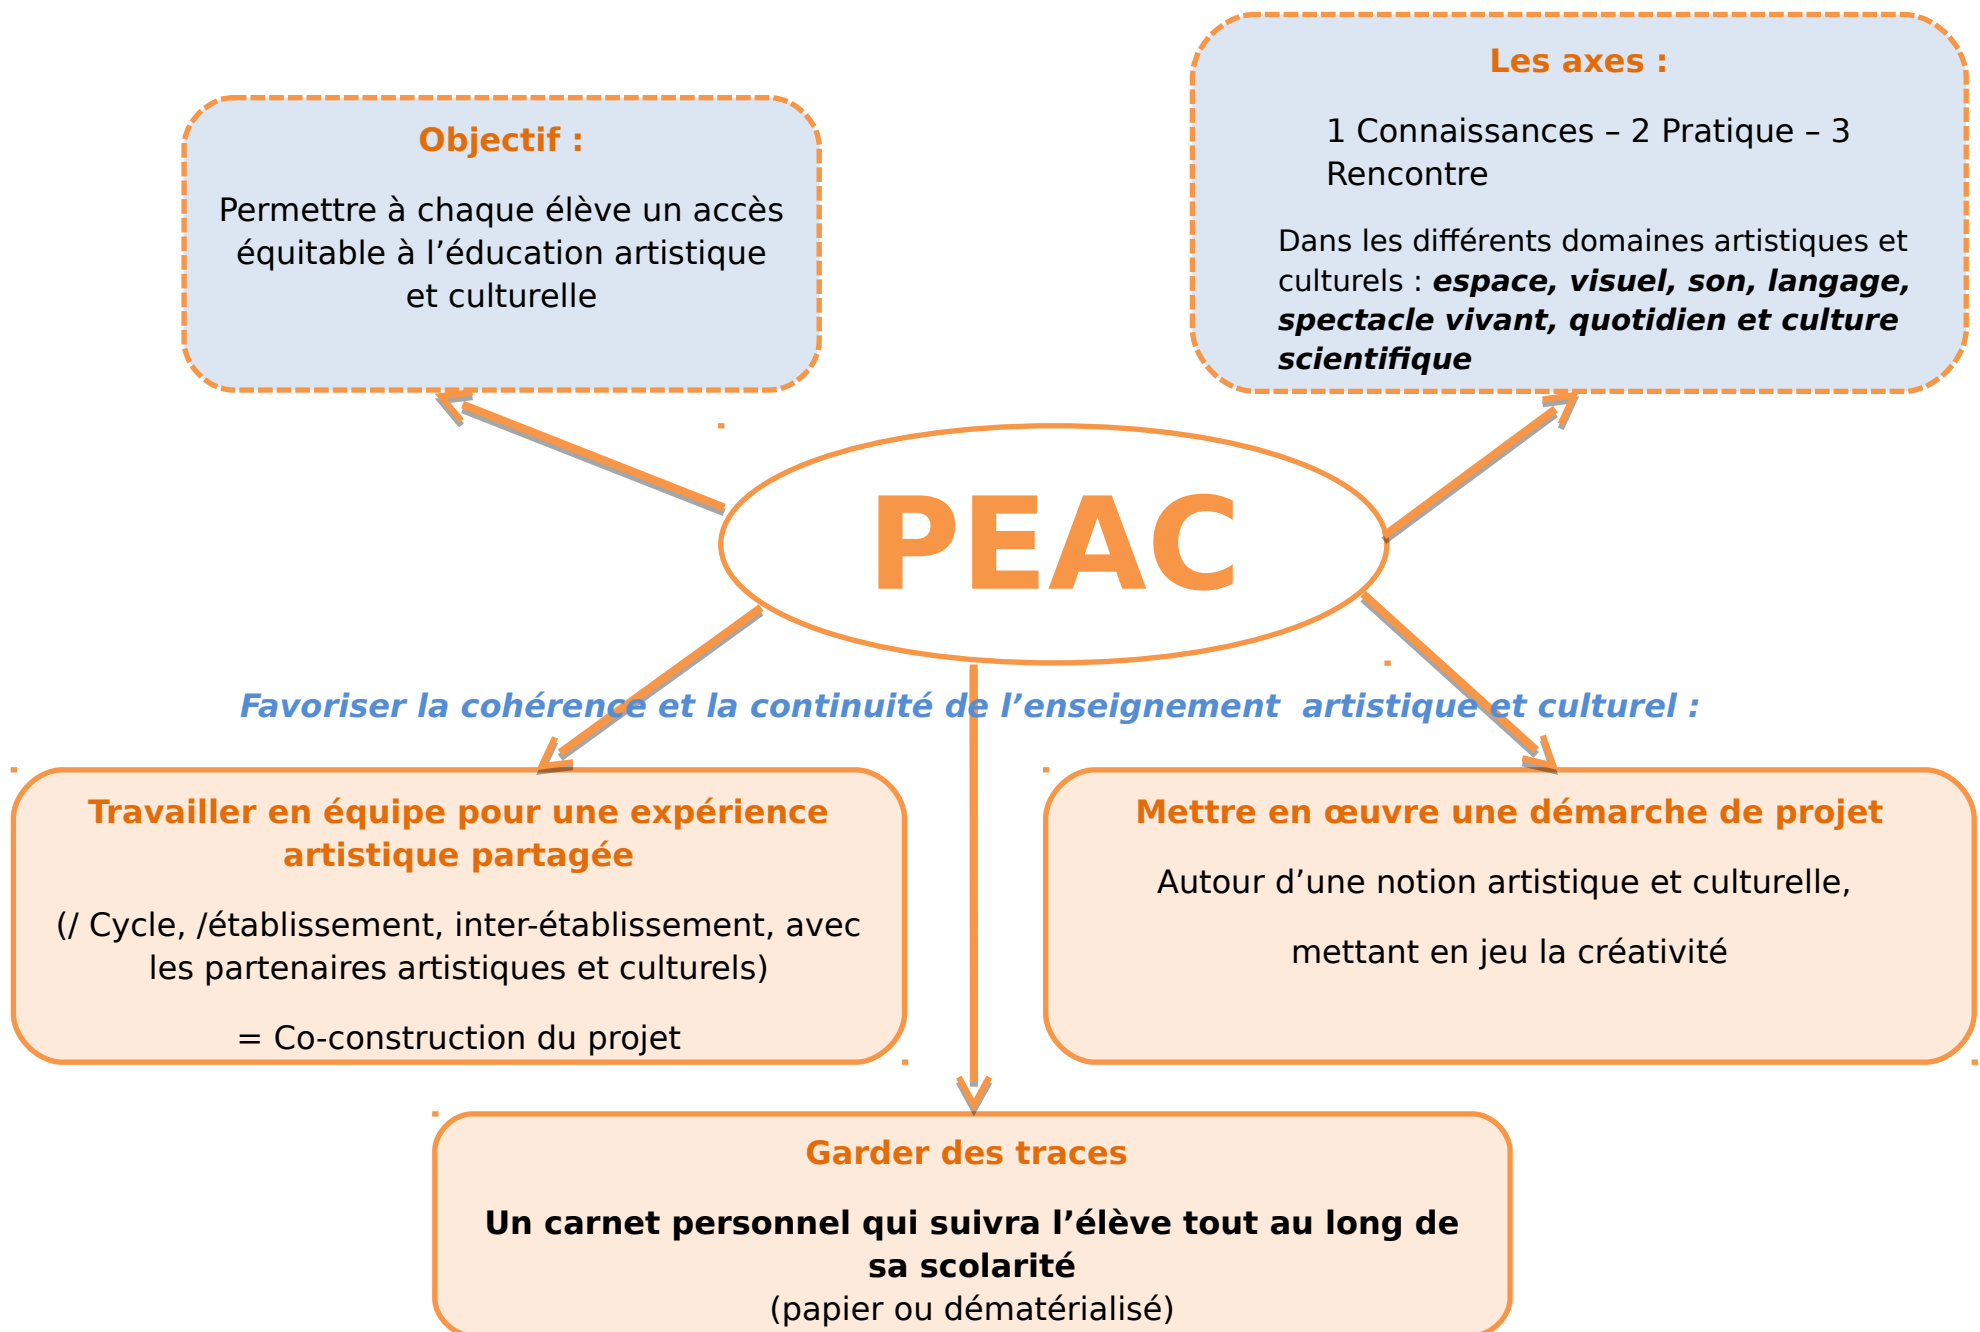 Objectif :
Permettre à chaque élève un accès
équitable à l’éducation artistique
et culturelle
Les axes :
1 Connaissances – 2 Pratique – 3
Rencontre
Dans les différents domaines artistiques et
culturels : espace, visuel, son, langage,
spectacle vivant, quotidien et culture
scientifique
PEAC
Favoriser la cohérence et la continuité de l’enseignement  artistique et culturel :
Travailler en équipe pour une expérience
artistique partagée
(/ Cycle, /établissement, inter-établissement, avec
les partenaires artistiques et culturels)
= Co-construction du projet
Mettre en œuvre une démarche de projet
Autour d’une notion artistique et culturelle,
mettant en jeu la créativité
Garder des traces
Un carnet personnel qui suivra l’élève tout au long de
sa scolarité
(papier ou dématérialisé)